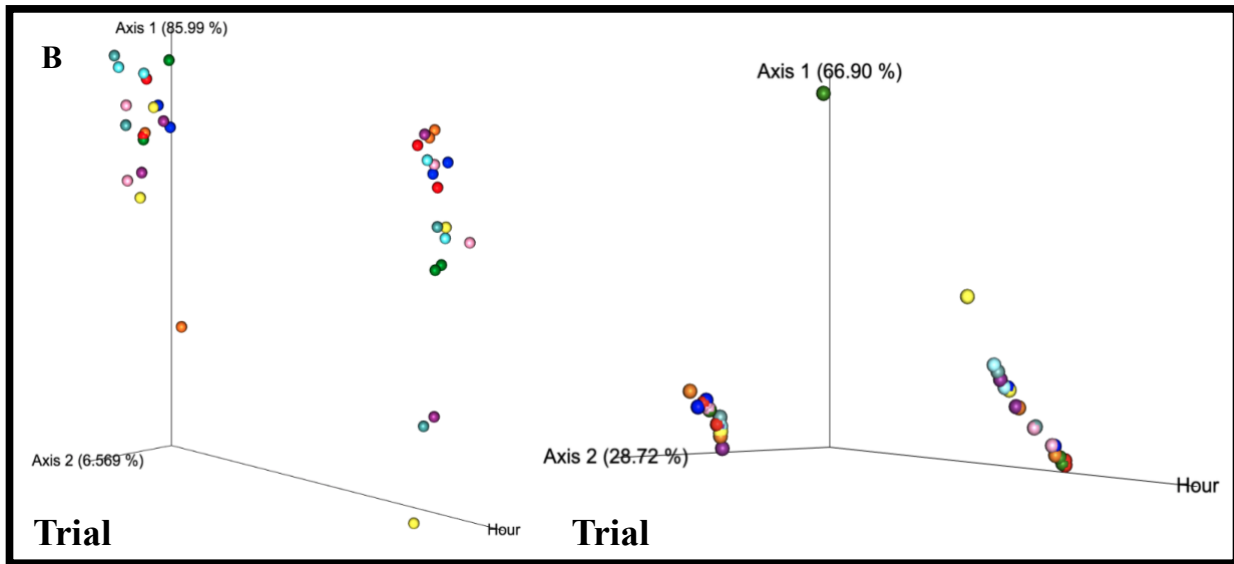 B
Axis 1 (85.99 %)
Axis 2 (6.569 %)
Hour
Trial
Axis 1 (66.90 %)
Axis 2 (28.72 %)
Hour
Trial